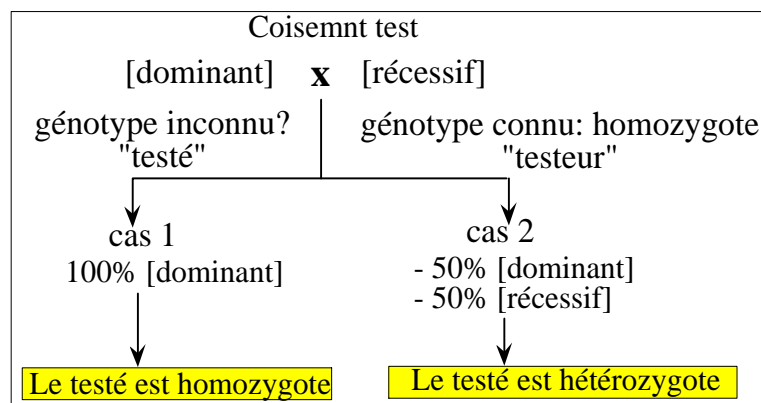 Coisemnt test
[dominant] x [récessif]
génotype inconnu? génotype connu: homozygote
"testé" "testeur"
cas 1 cas 2
100% [dominant] - 50% [dominant]
- 50% [récessif]
Le testé est homozygote Le testé est hétérozygote